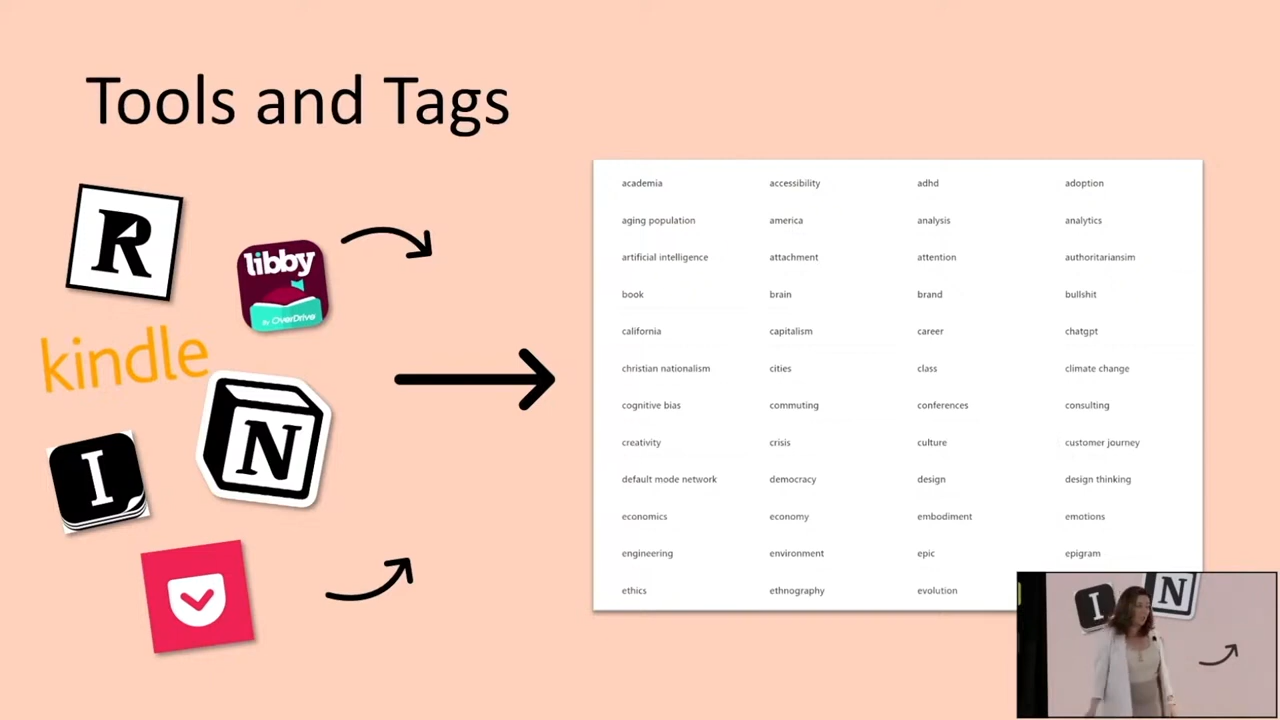 Tools and Tags
R
libby
By OverDrive
kindle
N
I
academia accessibility adhd adoption
aging population america analysis analytics
artificial intelligence attachment attention authoritariansim
book brain brand bullshit
california capitalism career chatgpt
christian nationalism cities class climate change
cognitive bias commuting conferences consulting
creativity crisis culture customer journey
default mode network democracy design design thinking
economics economy embodiment emotions
engineering environment epic epigram
ethics ethnography evolution
I N